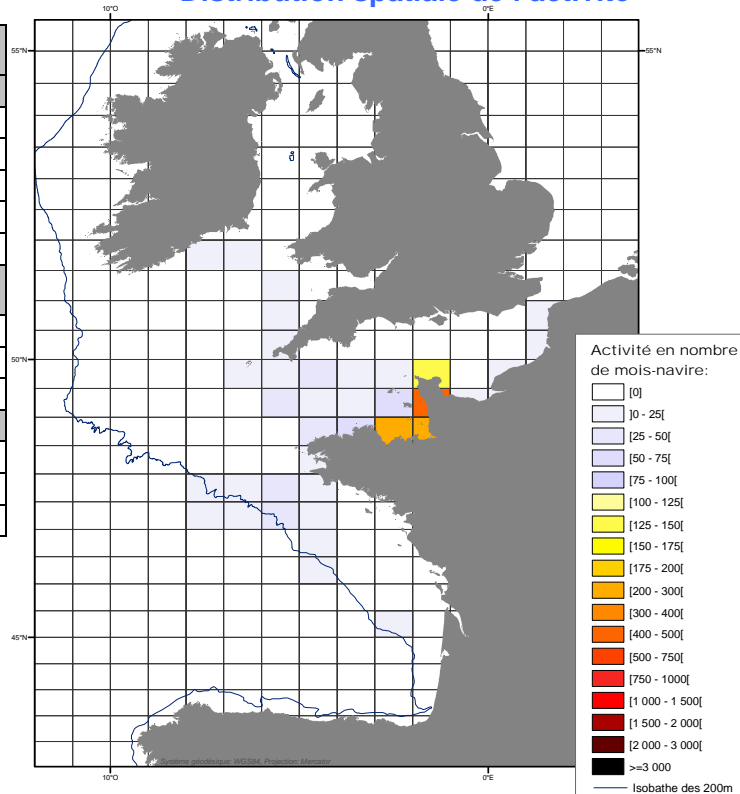 10°O
0°E
55°N
55°N
50°N
45°N
Activité en nombre
de mois-navire:
[0]
]0 - 25[
[25 - 50[
[50 - 75[
[75 - 100[
[100 - 125[
[125 - 150[
[150 - 175[
[175 - 200[
[200 - 300[
[300 - 400[
[400 - 500[
[500 - 750[
[750 - 1000[
[1 000 - 1 500[
[1 500 - 2 000[
[2 000 - 3 000[
>=3 000
Isobathe des 200m
Système géodésique: WGS84, Projection: Mercator
10°O
0°E